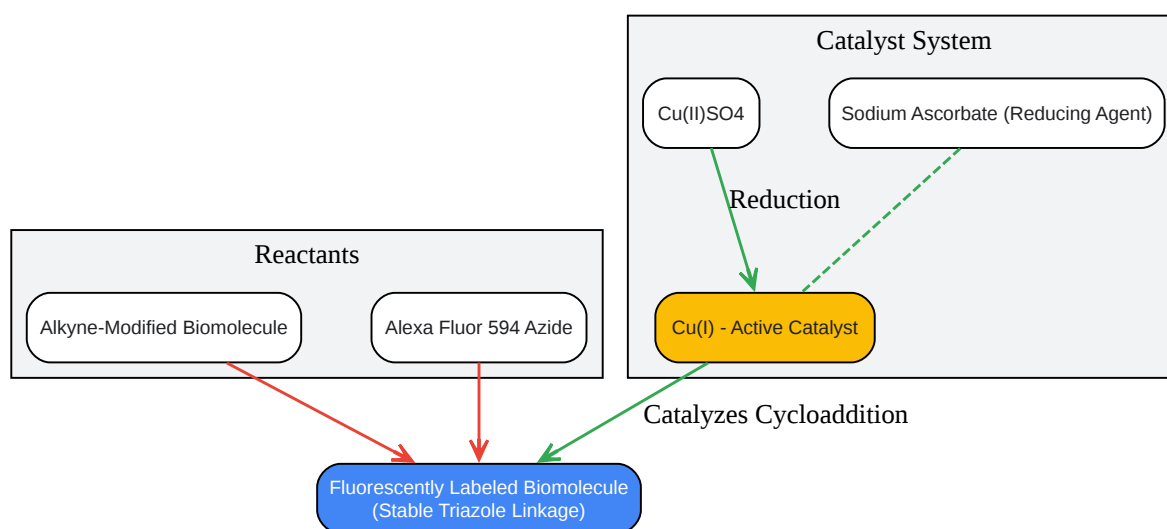 Catalyst System
Cu(II)SO4
Sodium Ascorbate (Reducing Agent)
Reduction
Reactants
Alkyne-Modified Biomolecule
Alexa Fluor 594 Azide
Cu(I) - Active Catalyst
Catalyzes Cycloaddition
Fluorescently Labeled Biomolecule
(Stable Triazole Linkage)